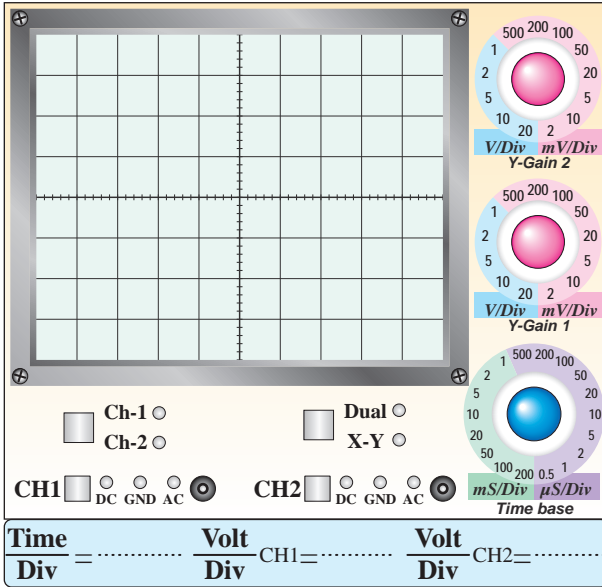 500 200 100 50 20 10 5 2 20 10 5 2 1
V/Div mV/Div
Y-Gain 2
500 200 100 50 20 10 5 2 20 10 5 2 1
V/Div mV/Div
Y-Gain 1
500 200 100 50 20 10 5 2 1 0.5 200 100 50 20 10 5 2 1
mS/Div µS/Div
Time base
Ch-1
Ch-2
Dual
X-Y
CH1 DC GND AC
CH2 DC GND AC
Time/Div = ············ Volt/Div CH1= ············ Volt/Div CH2= ············